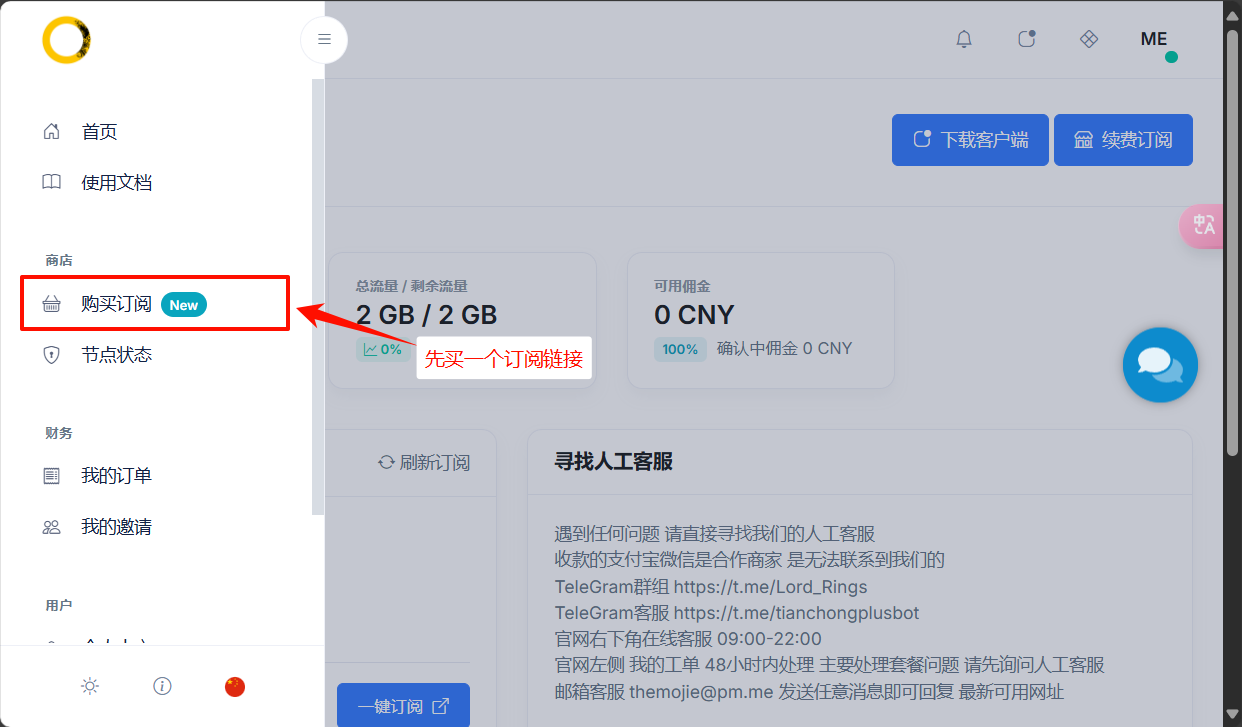 ME
首页
使用文档
下载客户端
续费订阅
商店
购买订阅 New
节点状态
总流量 / 剩余流量
2 GB / 2 GB
0%
先买一个订阅链接
可用佣金
0 CNY
100% 确认中佣金 0 CNY
财务
我的订单
我的邀请
用户
刷新订阅
一键订阅
寻找人工客服
遇到任何问题 请直接寻找我们的人工客服
收款的支付宝微信是合作商家 是无法联系到我们的
TeleGram群组 https://t.me/Lord_Rings
TeleGram客服 https://t.me/tianchongplusbot
官网右下角在线客服 09:00-22:00
官网左侧 我的工单 48小时内处理 主要处理套餐问题 请先询问人工客服
邮箱客服 themojie@pm.me 发送任意消息即可回复 最新可用网址